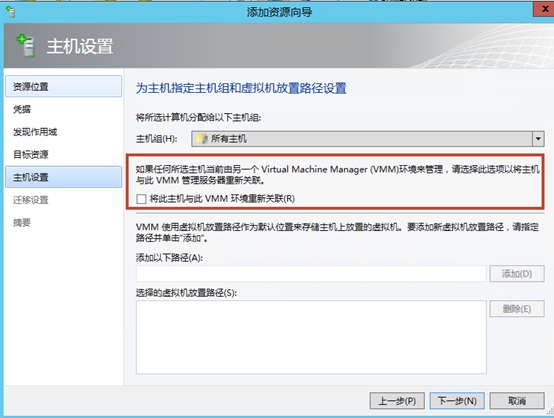 添加资源向导
主机设置
资源位置
凭据
发现作用域
目标资源
主机设置
迁移设置
摘要
为主机指定主机组和虚拟机放置路径设置
将所选计算机分配给以下主机组:
主机组(H):
所有主机
如果任何所选主机当前由另一个 Virtual Machine Manager (VMM)环境来管理，请选择此选项以将主机
与此 VMM 管理服务器重新关联。
将此主机与此 VMM 环境重新关联(R)
VMM 使用虚拟机放置路径作为默认位置来存储主机上放置的虚拟机。要添加新虚拟机放置路径，请指定
路径并单击"添加"。
添加以下路径(A):
添加(D)
选择的虚拟机放置路径(S):
删除(E)
上一步(P)
下一步(N)
取消